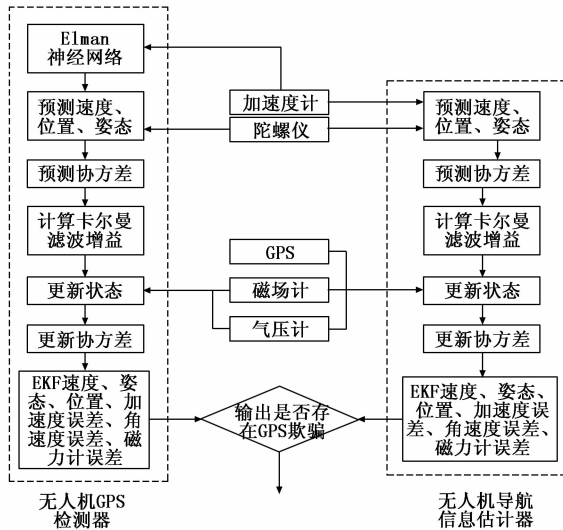 Elman
神经网络
预测速度、
位置、姿态
预测协方差
计算卡尔曼
滤波增益
更新状态
更新协方差
EKF速度、姿
态、位置、加
速度误差、角
速度误差、磁
力计误差
无人机GPS
检测器
加速度计
陀螺仪
GPS
磁场计
气压计
输出是否存
在GPS欺骗
预测速度、
位置、姿态
预测协方差
计算卡尔曼
滤波增益
更新状态
更新协方差
EKF速度、姿态、
位置、加速度误
差、角速度误差、
磁力计误差
无人机导航
信息估计器